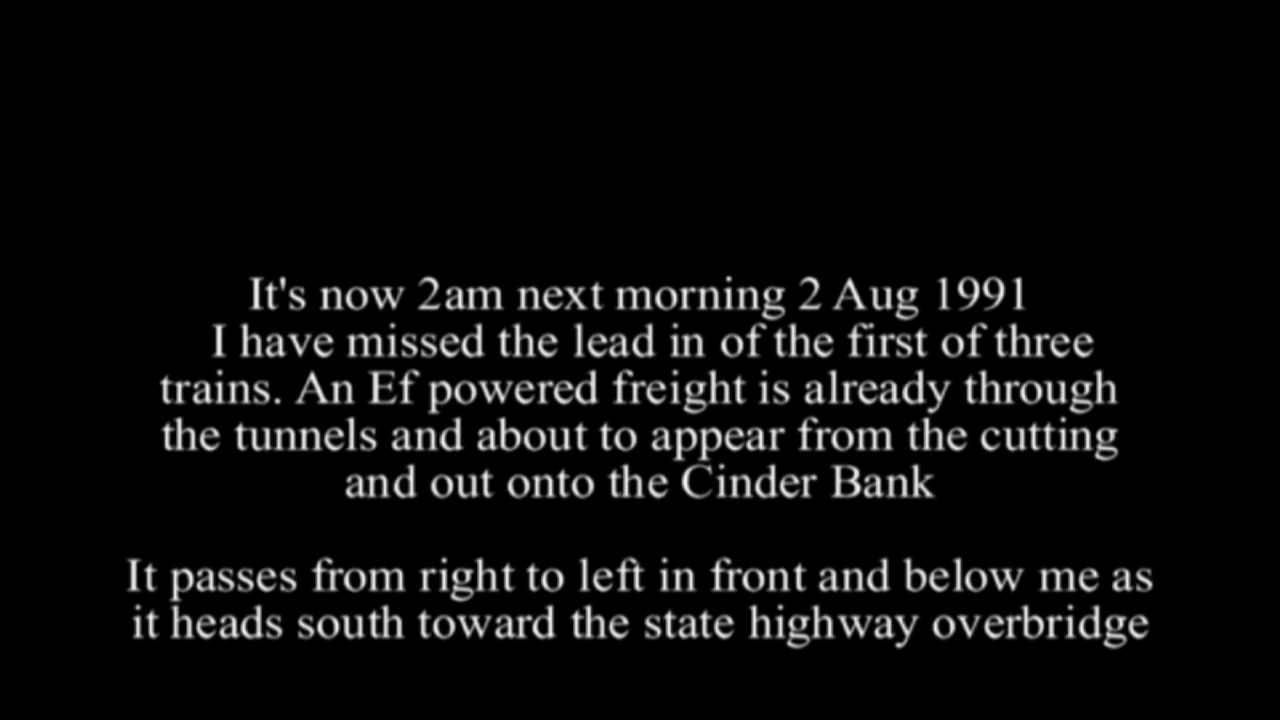 It's now 2am next morning 2 Aug 1991
I have missed the lead in of the first of three
trains. An Ef powered freight is already through
the tunnels and about to appear from the cutting
and out onto the Cinder Bank
It passes from right to left in front and below me as
it heads south toward the state highway overbridge